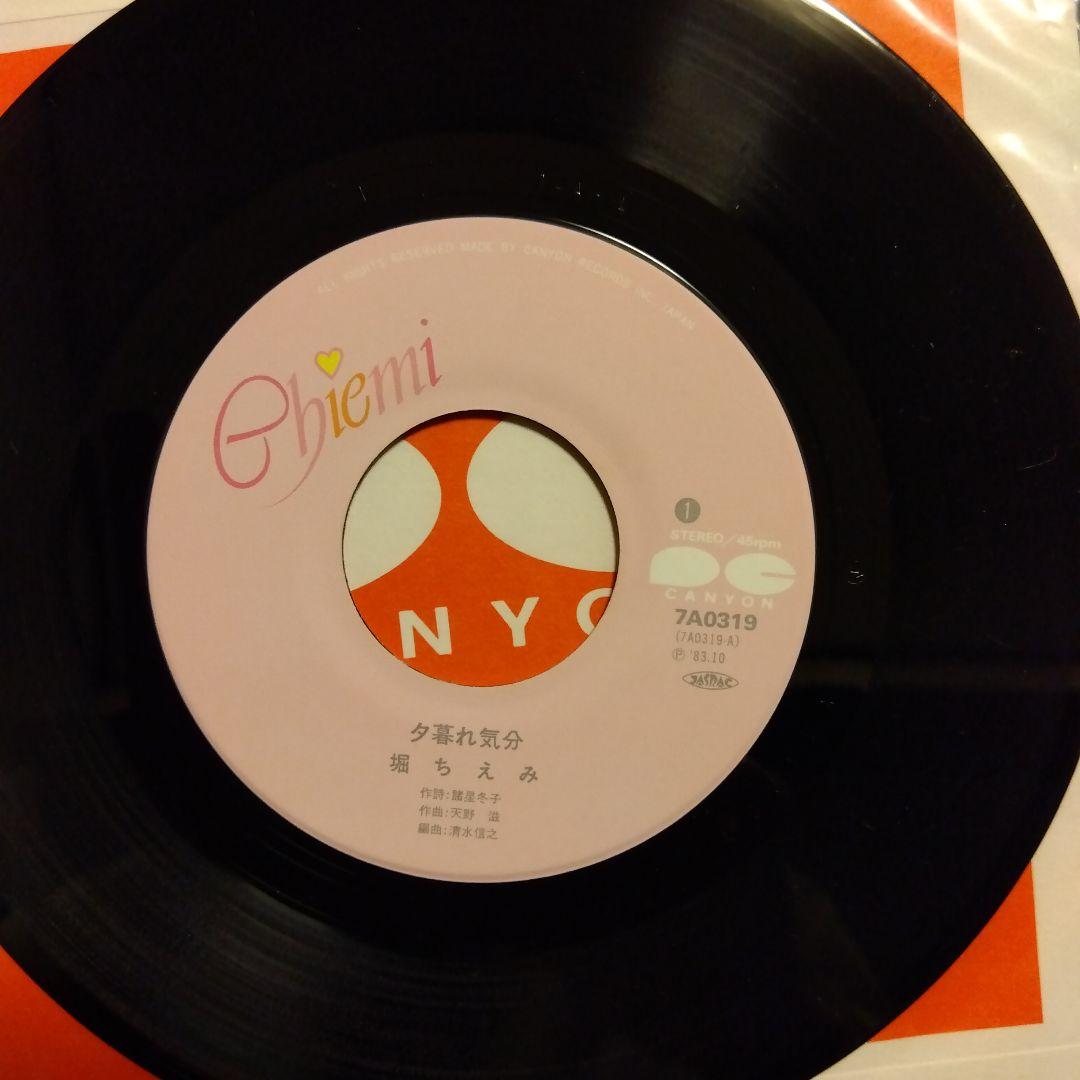 ALL RIGHTS RESERVED MADE BY CANYON RECORDS INC. JAPAN
Chiemi
1
STEREO/45rpm
CANYON
7A0319
(7A0319-A)
Ⓟ '83.10
JASRAC
NYO
夕暮れ気分
堀ちえみ
作詩:諸星冬子
作曲:天野 滋
編曲:清水信之